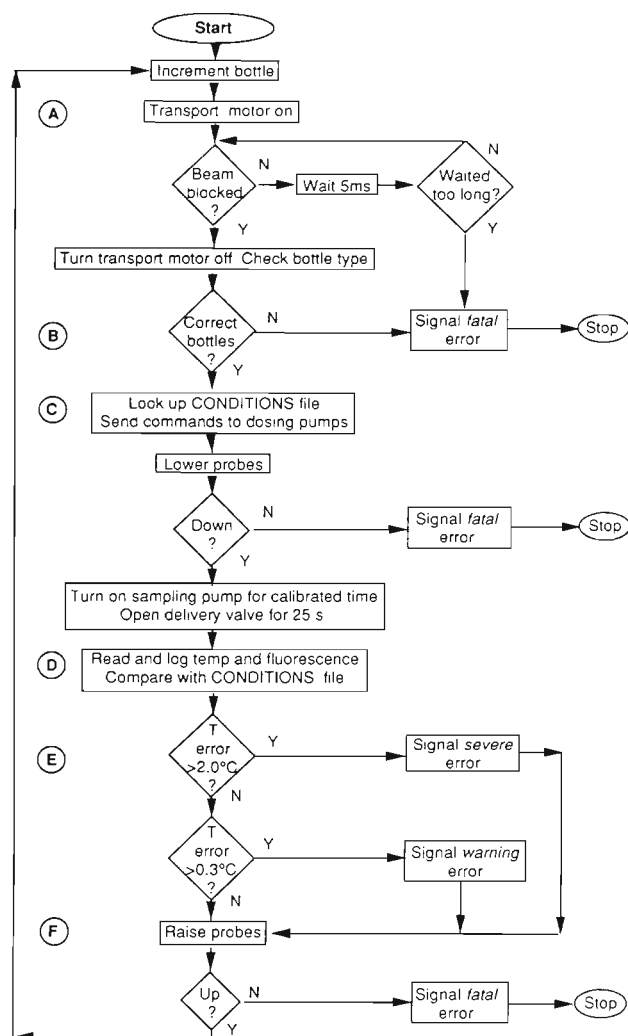 Start
Increment bottle
A
Transport motor on
Beam
blocked
?
N
Wait 5ms
Waited
too long?
N
Y
Y
Turn transport motor off Check bottle type
B
Correct
bottles
?
N
Signal fatal
error
Stop
Y
C
Look up CONDITIONS file
Send commands to dosing pumps
Lower probes
Down
?
N
Signal fatal
error
Stop
Y
Turn on sampling pump for calibrated time
Open delivery valve for 25 s
D
Read and log temp and fluorescence
Compare with CONDITIONS file
E
T
error
>2.0°C
?
Y
Signal severe
error
N
T
error
>0.3°C
?
Y
Signal warning
error
N
F
Raise probes
Up
?
N
Signal fatal
error
Stop
Y